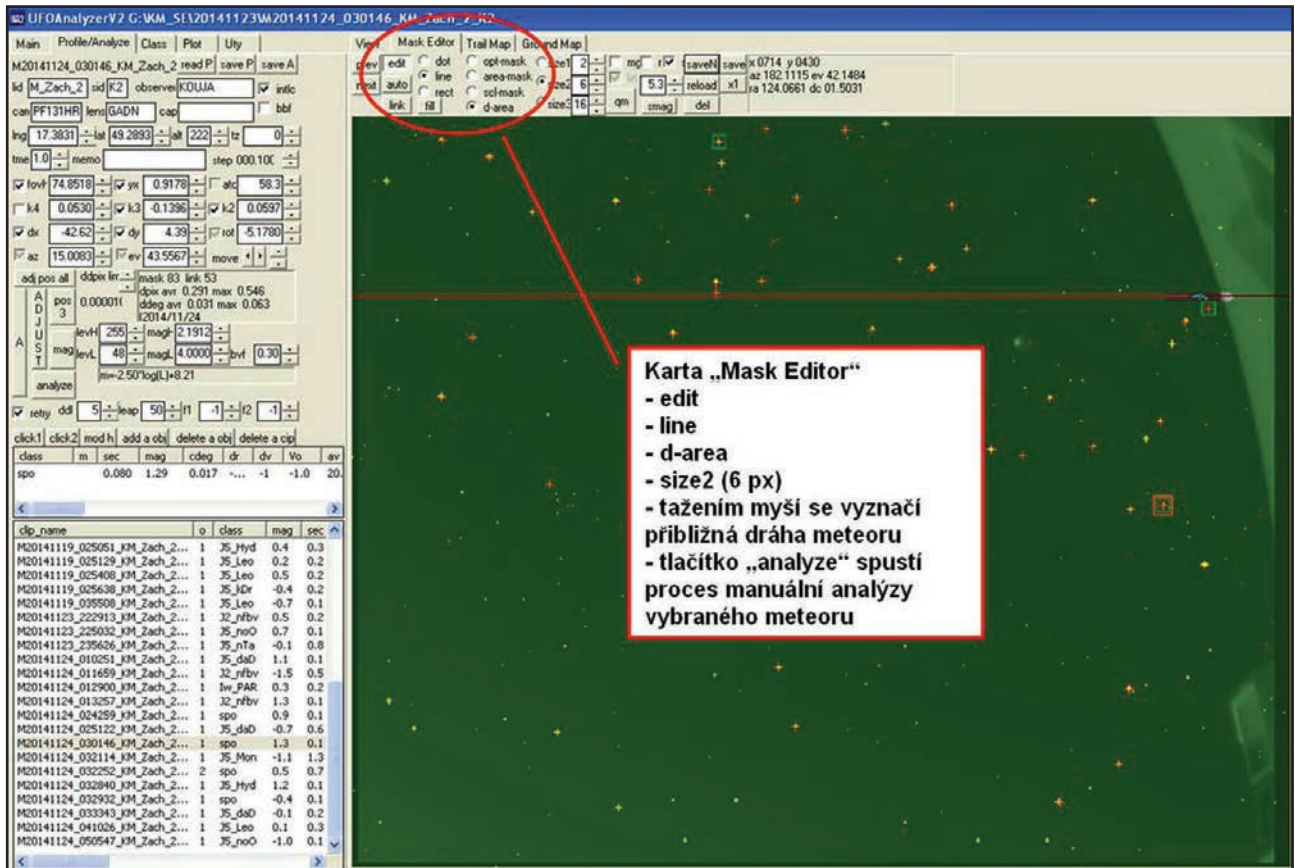 UFOAnalyzerV2 G:\KM_SE\20141123\M20141124_030146_KM_Zach_2_K2
Main Profile/Analyze Class Plot Uty
M20141124_030146_KM_Zach_2 read P save P save A
lid M_Zach_2 sid K2 observer KOUJA intlc
cam PF131HR lens GADN cap bbf
lng 17.3831 lat 49.2893 alt 222 tz 0
tme 1.0 memo step 000.10
fovH 74.8518 yx 0.9178 atc 58.3
k4 0.0530 k3 -0.1396 k2 0.0597
dx -42.62 dy 4.39 rot -5.1780
az 15.0083 ev 43.5567 move
adj pos all ddpix lim mask 83 link 53
dpix avr 0.291 max 0.546
ddeg avr 0.031 max 0.063
2014/11/24
A ADJUST pos 3 0.00001
levH 255 magH 2.1912
mag levL 48 magL 4.0000 bvf 0.30
analyze m=-2.50*log(L)+8.21
retry ddl 5 leap 50 f1 -1 f2 -1
click1 click2 mod h add a obj delete a obj delete a clp
class m sec mag cdeg dr dv Vo av
spo 0.080 1.29 0.017 -... -1 -1.0 20.
clip_name o class mag sec
M20141119_025051_KM_Zach_2... 1 J5_Hyd 0.4 0.3
M20141119_025129_KM_Zach_2... 1 J5_Leo 0.2 0.2
M20141119_025408_KM_Zach_2... 1 J5_Leo 0.5 0.2
M20141119_025638_KM_Zach_2... 1 J5_kDr -0.4 0.2
M20141119_035508_KM_Zach_2... 1 J5_Leo -0.7 0.1
M20141123_222913_KM_Zach_2... 1 J2_nfbv 0.5 0.2
M20141123_225032_KM_Zach_2... 1 J5_noO 0.7 0.1
M20141123_235626_KM_Zach_2... 1 J5_nTa -0.1 0.8
M20141124_010251_KM_Zach_2... 1 J5_daD 1.1 0.1
M20141124_011659_KM_Zach_2... 1 J2_nfbv -1.5 0.5
M20141124_012900_KM_Zach_2... 1 Iw_PAR 0.3 0.2
M20141124_013257_KM_Zach_2... 1 J2_nfbv 1.3 0.1
M20141124_024259_KM_Zach_2... 1 spo 0.9 0.1
M20141124_025122_KM_Zach_2... 1 J5_daD -0.7 0.6
M20141124_030146_KM_Zach_2... 1 spo 1.3 0.1
M20141124_032114_KM_Zach_2... 1 J5_Mon -1.1 1.3
M20141124_032252_KM_Zach_2... 2 spo 0.5 0.7
M20141124_032840_KM_Zach_2... 1 J5_Hyd 1.2 0.1
M20141124_032932_KM_Zach_2... 1 spo -0.4 0.1
M20141124_033343_KM_Zach_2... 1 J5_daD -0.1 0.2
M20141124_041026_KM_Zach_2... 1 J5_Leo 0.1 0.3
M20141124_050547_KM_Zach_2... 1 J5_noO -1.0 0.1
View Mask Editor Trail Map Ground Map
prev edit dot opt-mask size1 2 saveN save x 0714 y 0430
next auto line area-mask size2 6 5.3 reload x1 az 182.1115 ev 42.1484
rect scl-mask ra 124.0661 dc 01.5031
link fill d-area size3 16 qm smag del
Karta „Mask Editor“
- edit
- line
- d-area
- size2 (6 px)
- tažením myší se vyznačí
přibližná dráha meteoru
- tlačítko „analyze“ spustí
proces manuální analýzy
vybraného meteoru